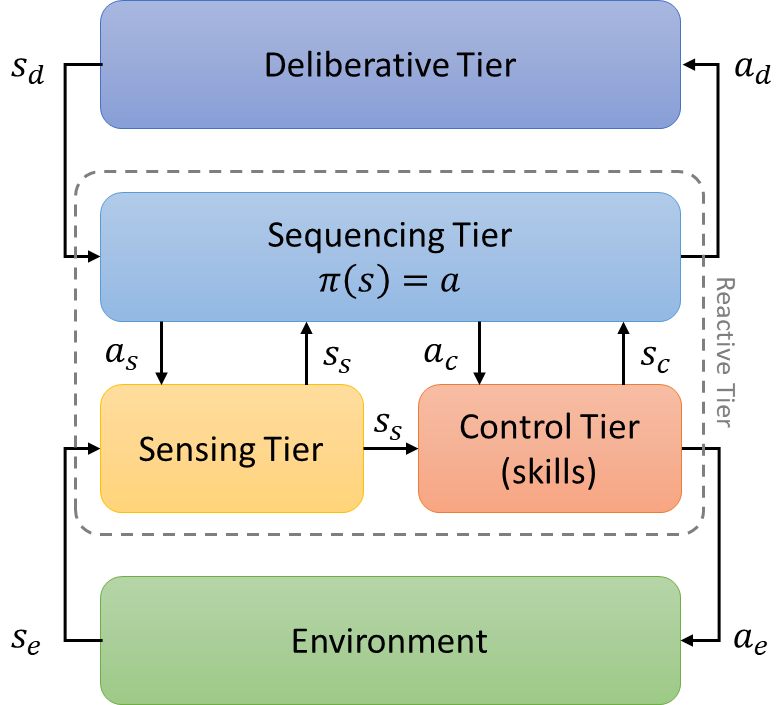 Deliberative Tier
s_d
a_d
Sequencing Tier
π(s) = a
Reactive Tier
a_s
s_s
a_c
s_c
Sensing Tier
s_s
Control Tier
(skills)
Environment
s_e
a_e